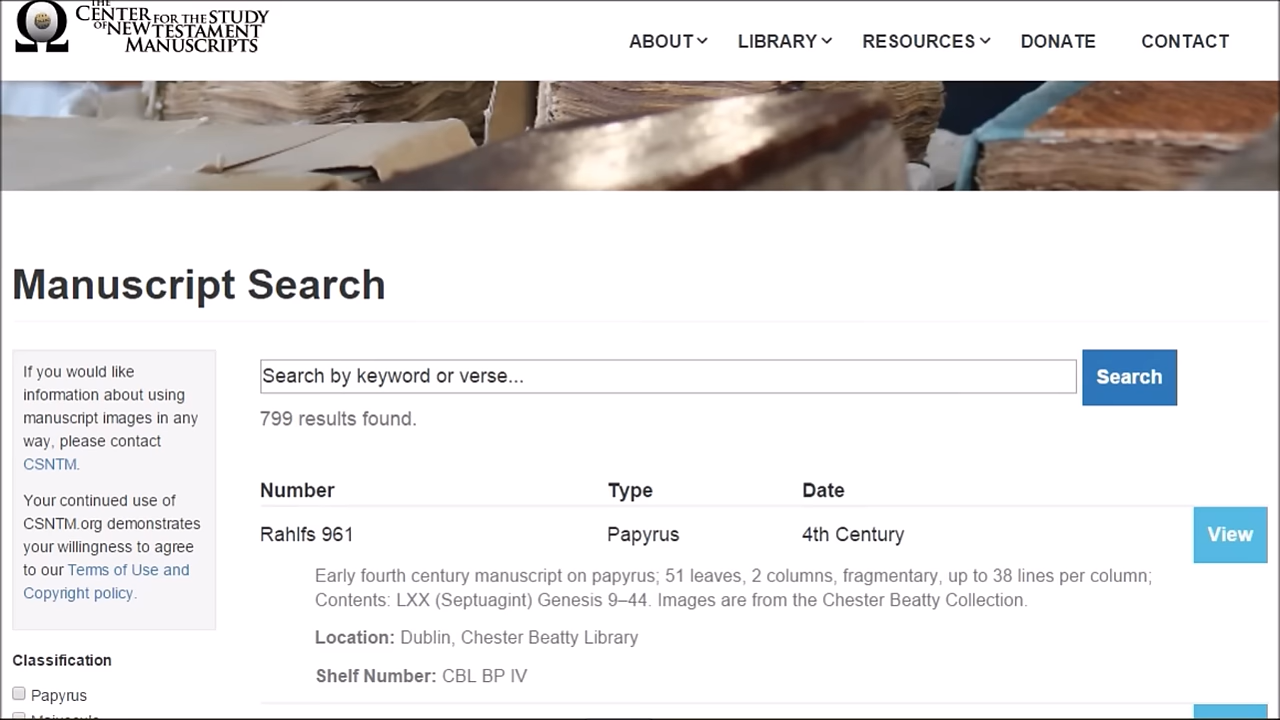 THE
CENTER FOR THE STUDY
OF NEW TESTAMENT
MANUSCRIPTS
ABOUT LIBRARY RESOURCES DONATE CONTACT
Manuscript Search
If you would like
information about using
manuscript images in any
way, please contact
CSNTM.
Your continued use of
CSNTM.org demonstrates
your willingness to agree
to our Terms of Use and
Copyright policy.
Classification
Papyrus
Search by keyword or verse...
Search
799 results found.
Number Type Date
Rahlfs 961 Papyrus 4th Century View
Early fourth century manuscript on papyrus; 51 leaves, 2 columns, fragmentary, up to 38 lines per column;
Contents: LXX (Septuagint) Genesis 9–44. Images are from the Chester Beatty Collection.
Location: Dublin, Chester Beatty Library
Shelf Number: CBL BP IV